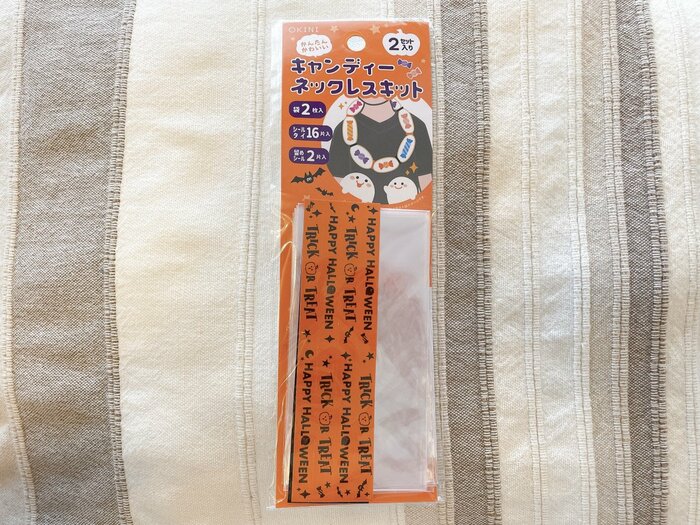 OKINI
かんたん
かわいい
2セット
入り
キャンディー
ネックレスキット
袋2枚入
シール
タイ16片入
留め
シール2片入
HAPPY HALLOWEEN
TRICK OR TREAT
HAPPY HALLOWEEN
TRICK OR TREAT
HAPPY HALLOWEEN
TRICK OR TREAT
HAPPY HALLOWEEN
TRICK OR TREAT